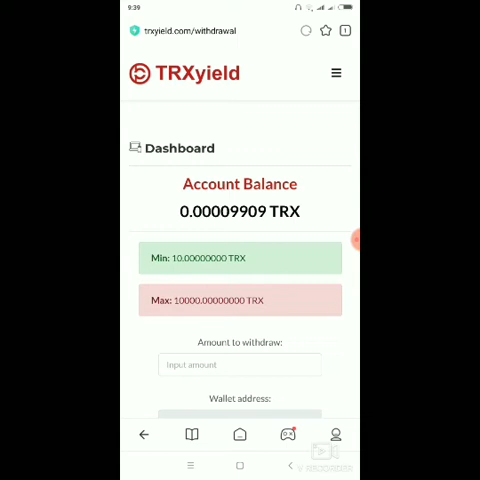 9:39
trxyield.com/withdrawal
1
TRXyield
Dashboard
Account Balance
0.00009909 TRX
Min: 10.00000000 TRX
Max: 10000.00000000 TRX
Amount to withdraw:
Input amount
Wallet address: